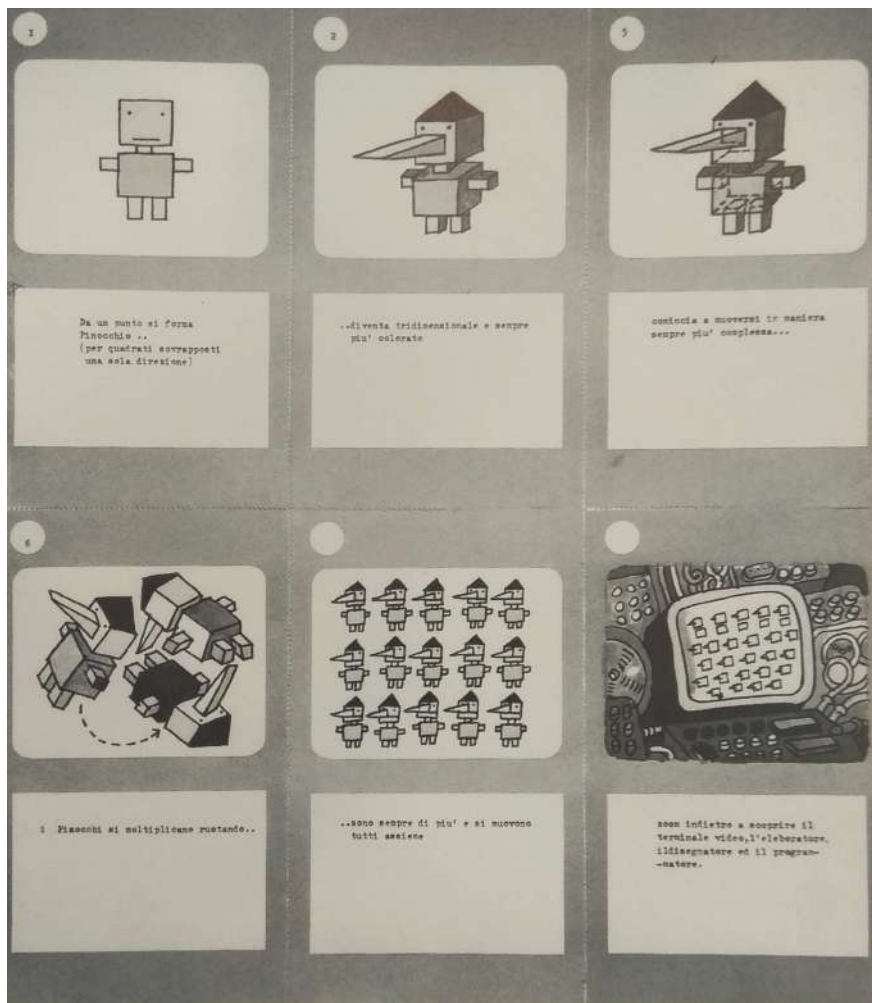 1
2
5
Da un punto si forma
Pinocchio ..
(per quadrati sovrapposti
una sola direzione)
..diventa tridimensionale e sempre
piu' colorato
comincia a muoversi in maniera
sempre piu' complessa...
6
i Pinocchi si moltiplicano ruotando..
..sono sempre di piu' e si muovono
tutti assieme
zoom indietro a scoprire il
terminale video,l'eleboratore,
ildisegnatore ed il program-
-matore.